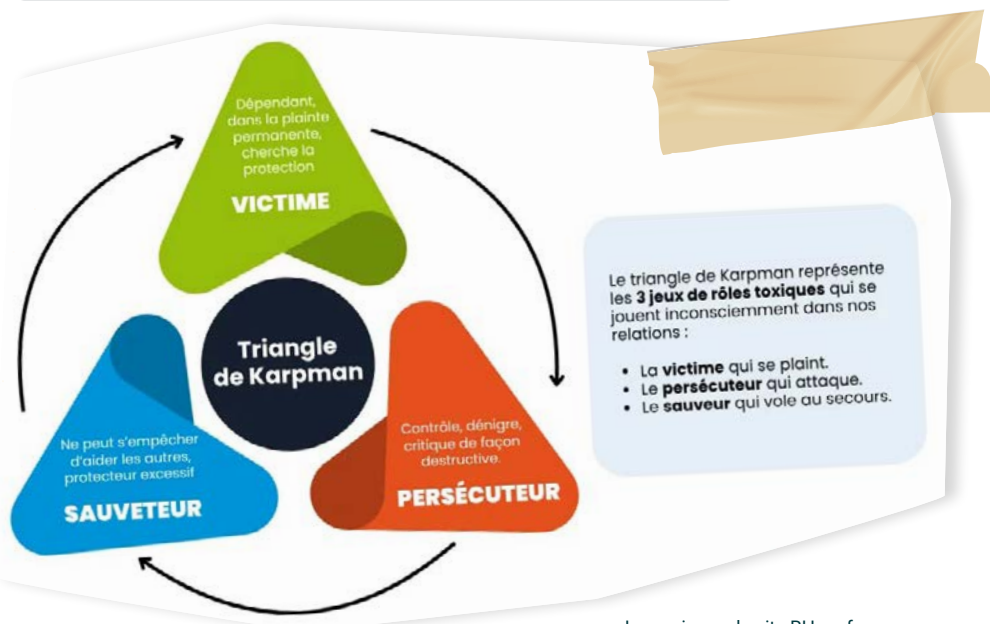 Dépendant,
dans la plainte
permanente,
cherche la
protection
VICTIME
Triangle
de Karpman
Ne peut s'empêcher
d'aider les autres,
protecteur excessif
SAUVETEUR
Contrôle, dénigre,
critique de façon
destructive.
PERSÉCUTEUR
Le triangle de Karpman représente
les 3 jeux de rôles toxiques qui se
jouent inconsciemment dans nos
relations :
• La victime qui se plaint.
• Le persécuteur qui attaque.
• Le sauveur qui vole au secours.